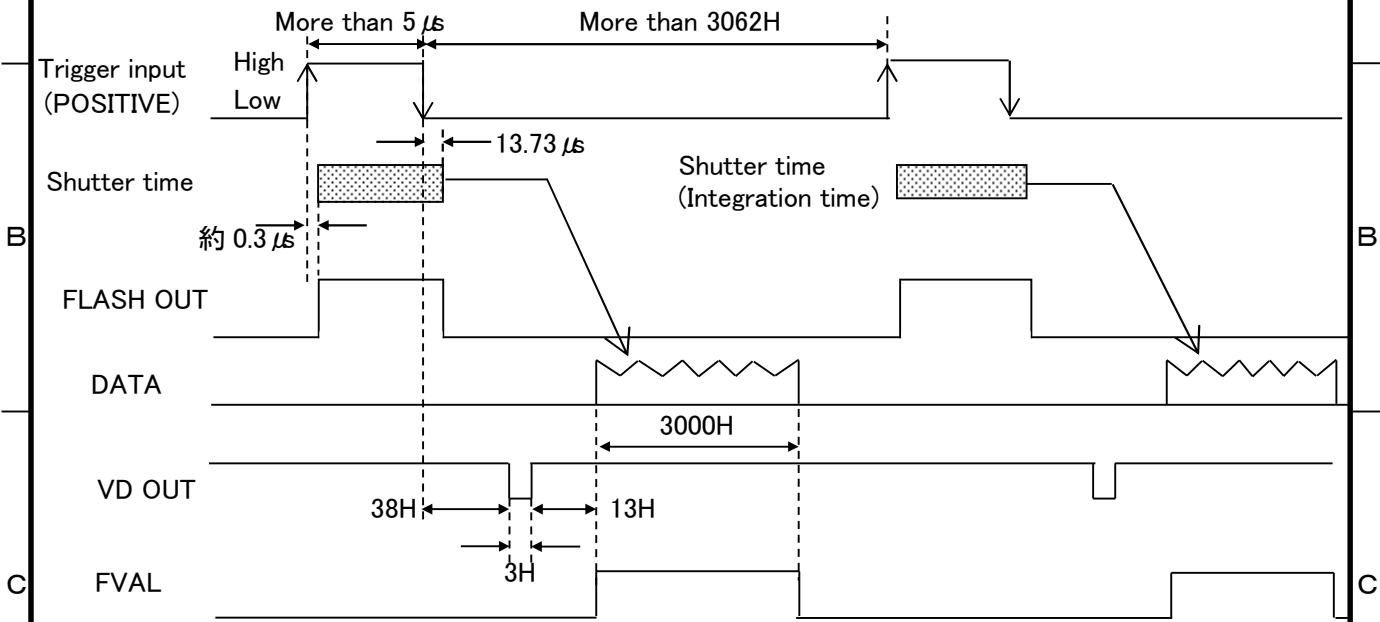 More than 5 μs
More than 3062H
Trigger input
(POSITIVE)
High
Low
13.73 μs
Shutter time
Shutter time
(Integration time)
約 0.3 μs
B
B
FLASH OUT
DATA
3000H
VD OUT
38H
13H
3H
FVAL
C
C